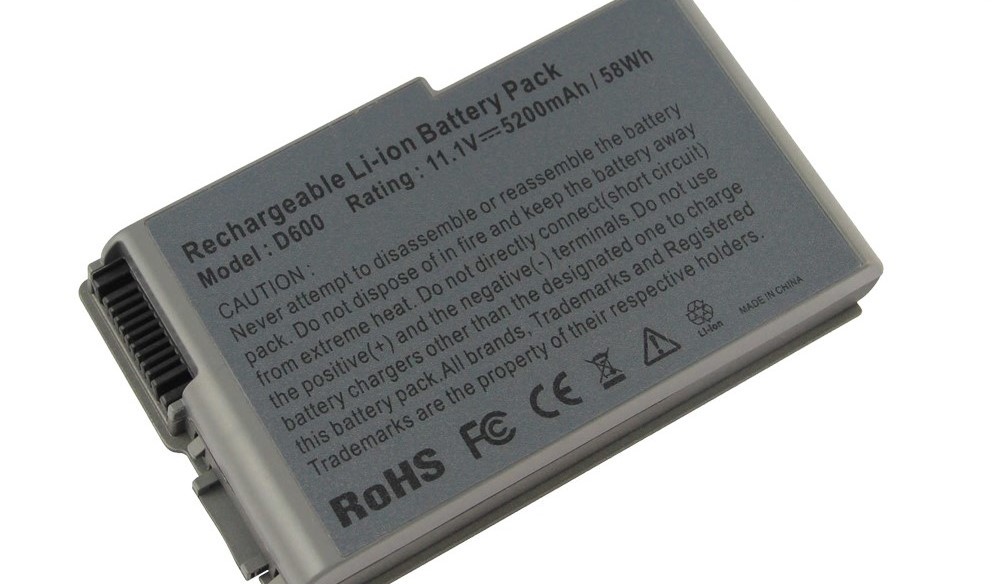 Rechargeable Li-ion Battery Pack
Model : D600 Rating : 11.1V⎓5200mAh / 58Wh
CAUTION :
Never attempt to disassemble or reassemble the battery
pack. Do not dispose of in fire and keep the battery away
from extreme heat. Do not directly connect(short circuit)
the positive(+) and the negative(-) terminals.Do not use
battery chargers other than the designated one to charge
this battery pack.All brands, Trademarks and Registered
Trademarks are the property of their respective holders.
RoHS FC CE Li-ion MADE IN CHINA